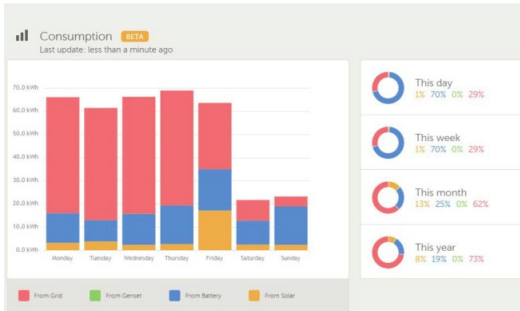 Consumption BETA
Last update: less than a minute ago
70.0 kWh
60.0 kWh
50.0 kWh
40.0 kWh
30.0 kWh
20.0 kWh
10.0 kWh
0.0 kWh
Monday Tuesday Wednesday Thursday Friday Saturday Sunday
From Grid From Genset From Battery From Solar
This day
1% 70% 0% 29%
This week
1% 70% 0% 29%
This month
13% 25% 0% 62%
This year
8% 19% 0% 73%